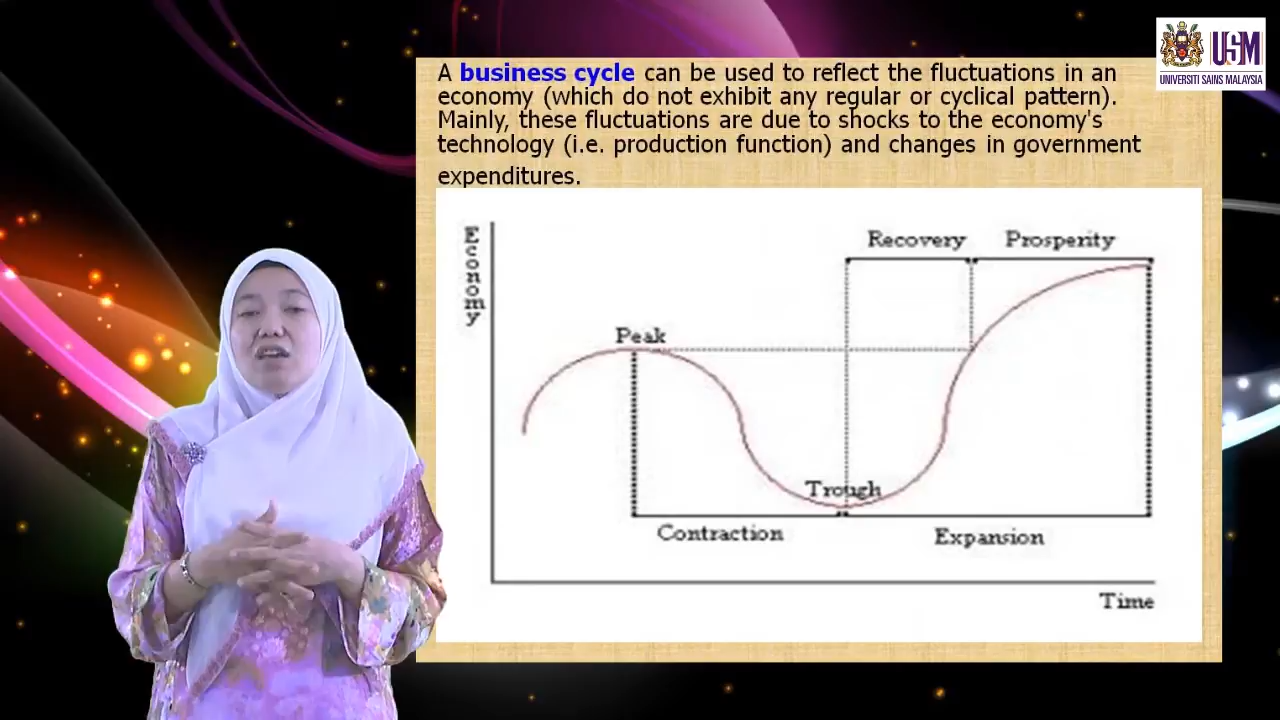 USM
UNIVERSITI SAINS MALAYSIA
A business cycle can be used to reflect the fluctuations in an
economy (which do not exhibit any regular or cyclical pattern).
Mainly, these fluctuations are due to shocks to the economy's
technology (i.e. production function) and changes in government
expenditures.
Economy
Recovery
Prosperity
Peak
Trough
Contraction
Expansion
Time